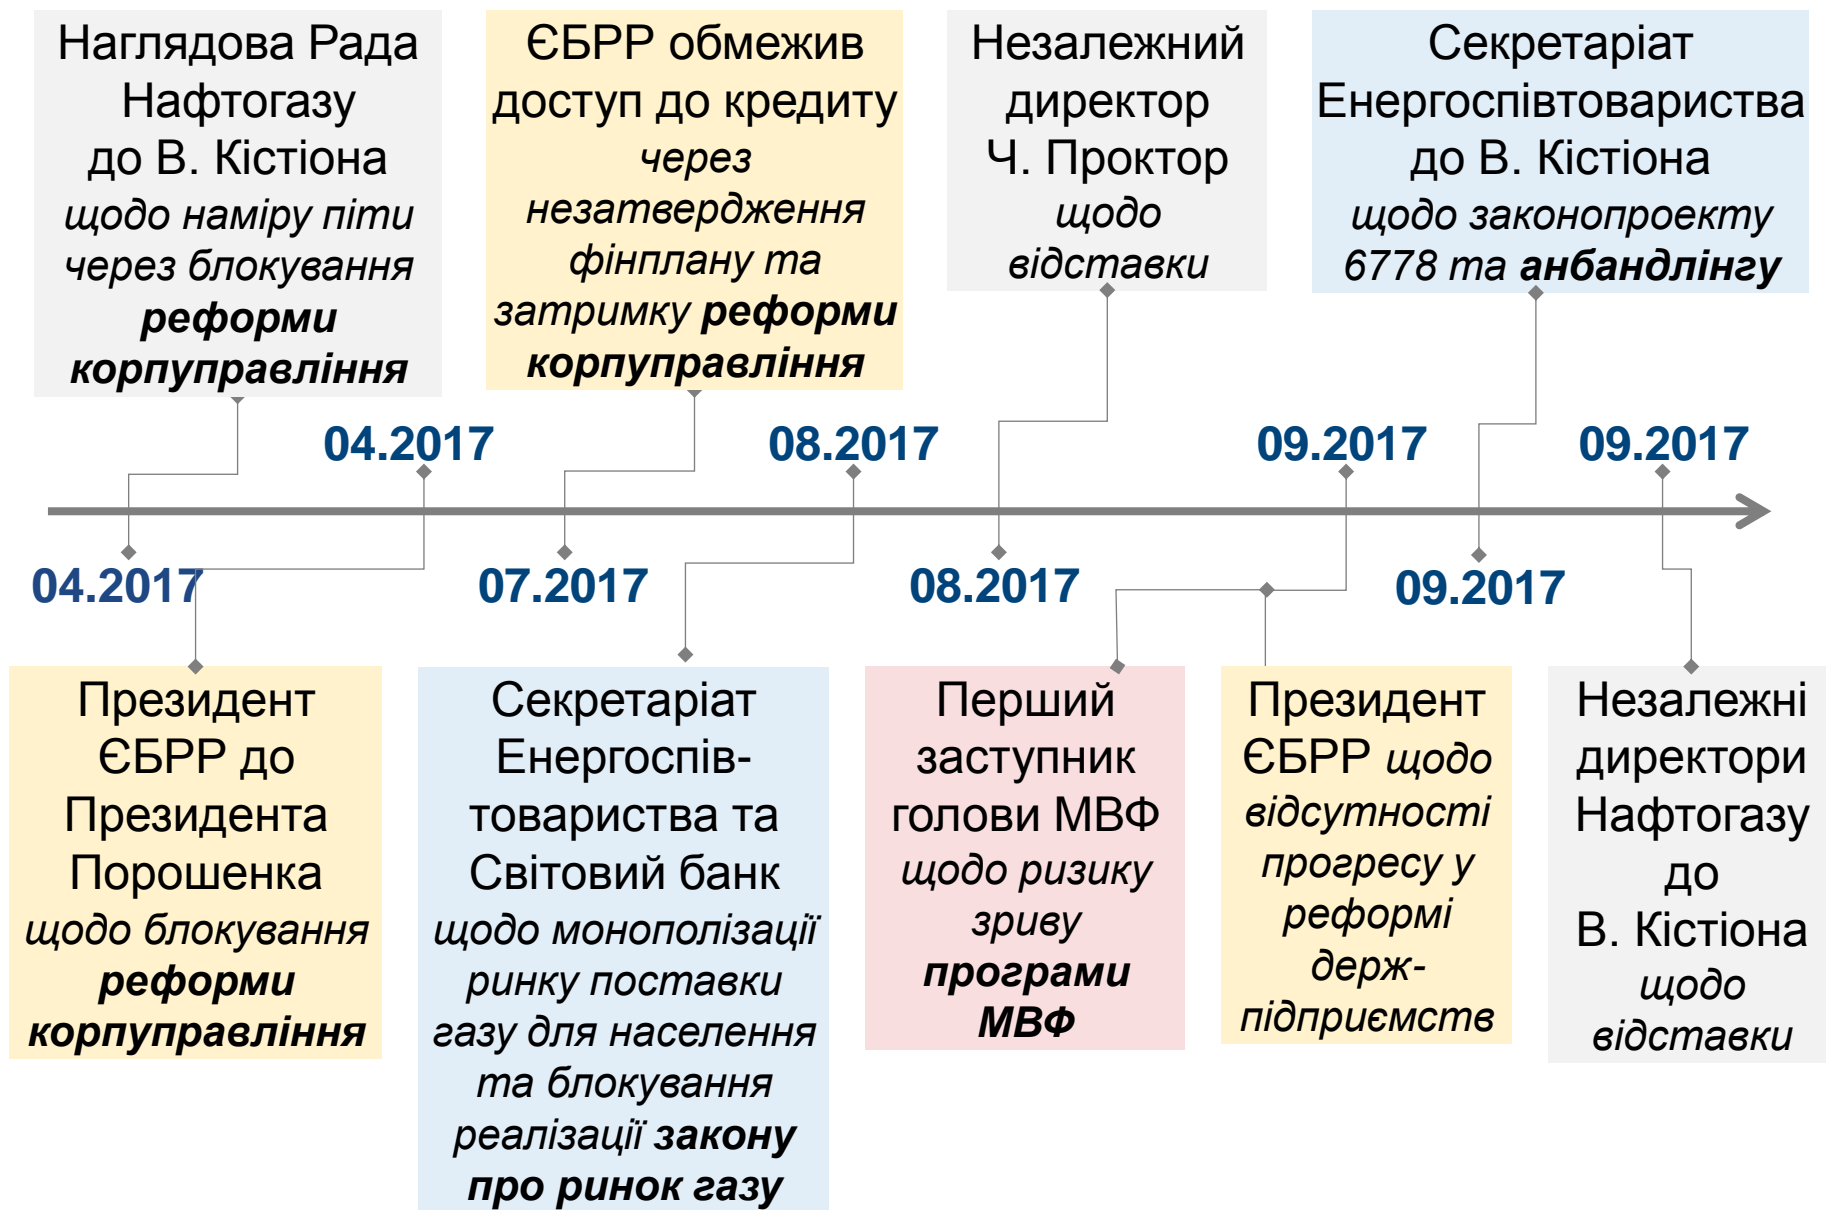 Наглядова Рада
Нафтогазу
до В. Кістіона
щодо наміру піти
через блокування
реформи
корпуправління
ЄБРР обмежив
доступ до кредиту
через
незатвердження
фінплану та
затримку реформи
корпуправління
Незалежний
директор
Ч. Проктор
щодо
відставки
Секретаріат
Енергоспівтовариства
до В. Кістіона
щодо законопроекту
6778 та анбандлінгу
04.2017
08.2017
09.2017
09.2017
04.2017
07.2017
08.2017
09.2017
Президент
ЄБРР до
Президента
Порошенка
щодо блокування
реформи
корпуправління
Секретаріат
Енергоспів-
товариства та
Світовий банк
щодо монополізації
ринку поставки
газу для населення
та блокування
реалізації закону
про ринок газу
Перший
заступник
голови МВФ
щодо ризику
зриву
програми
МВФ
Президент
ЄБРР щодо
відсутності
прогресу у
реформі
держ-
підприємств
Незалежні
директори
Нафтогазу
до
В. Кістіона
щодо
відставки